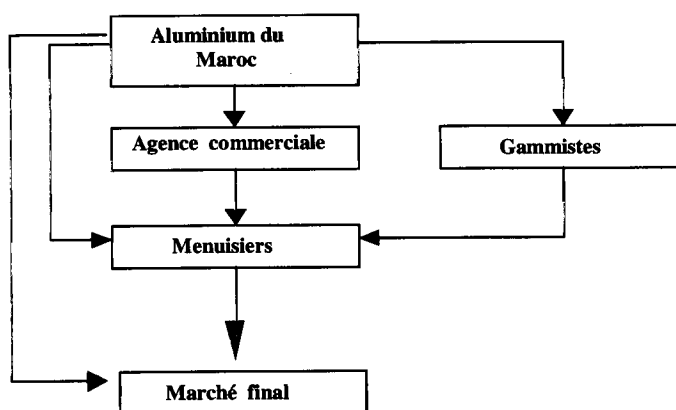 Aluminium du
Maroc
Agence commerciale
Gammistes
Menuisiers
Marché final